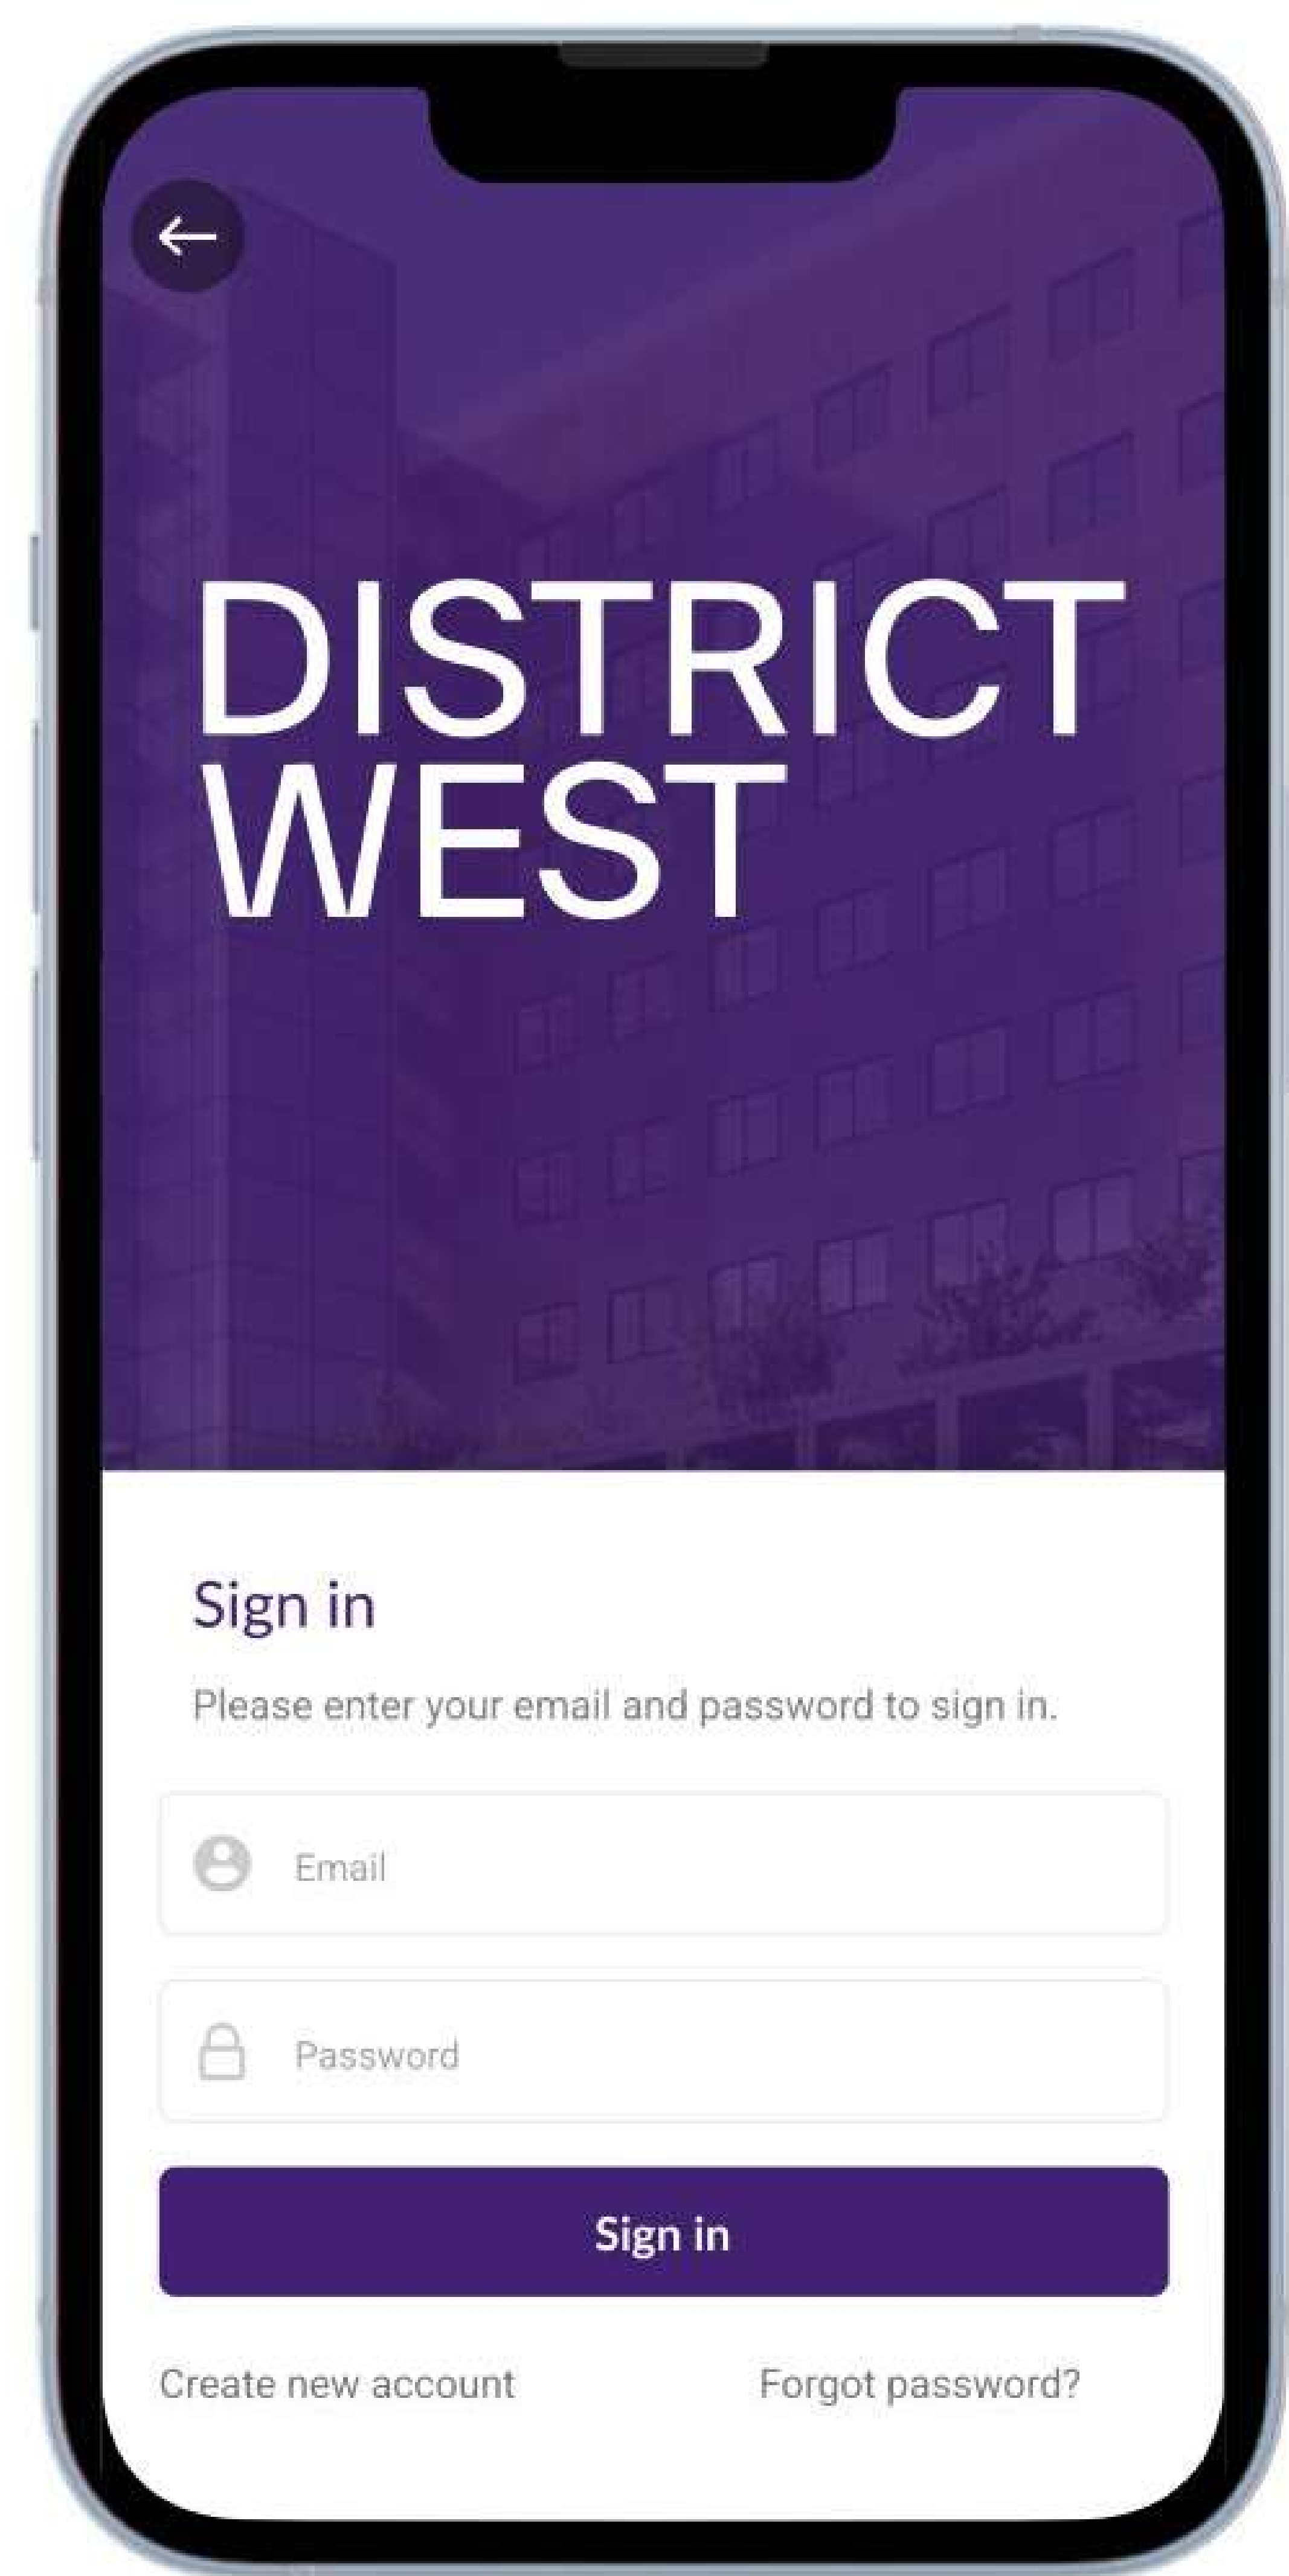 DISTRICT
WEST
Sign in
Please enter your email and password to sign in.
Email
Password
Sign in
Create new account
Forgot password?